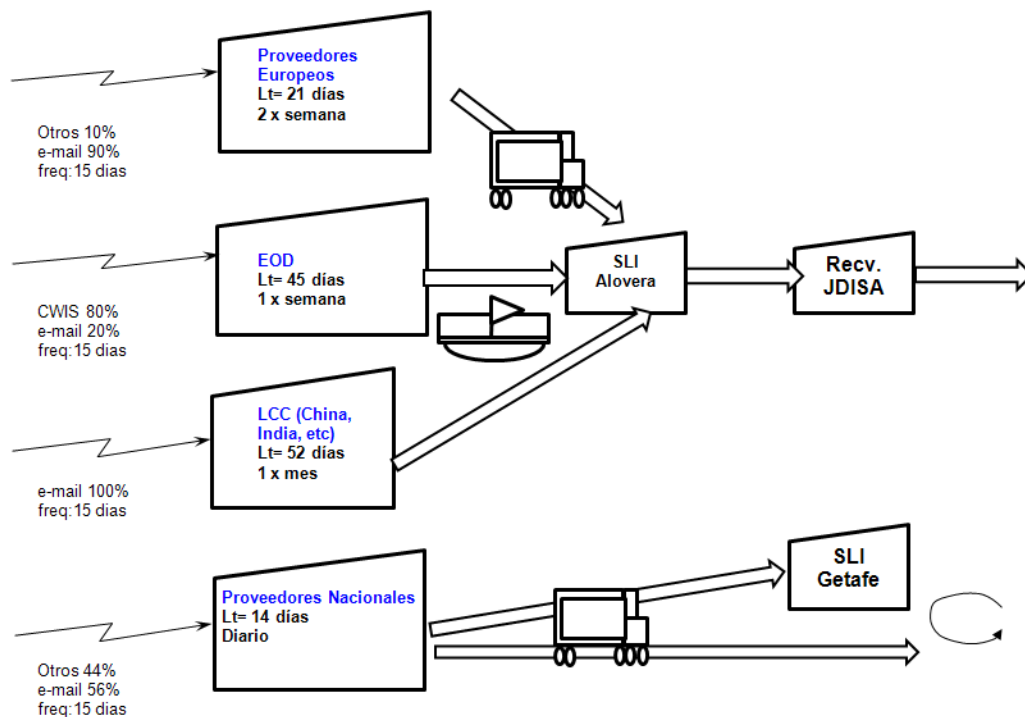 Proveedores
Europeos
Lt= 21 días
2 x semana
Otros 10%
e-mail 90%
freq:15 dias
EOD
Lt= 45 días
1 x semana
CWIS 80%
e-mail 20%
freq:15 dias
SLI
Alovera
Recv.
JDISA
LCC (China,
India, etc)
Lt= 52 días
1 x mes
e-mail 100%
freq:15 dias
SLI
Getafe
Proveedores Nacionales
Lt= 14 días
Diario
Otros 44%
e-mail 56%
freq:15 dias